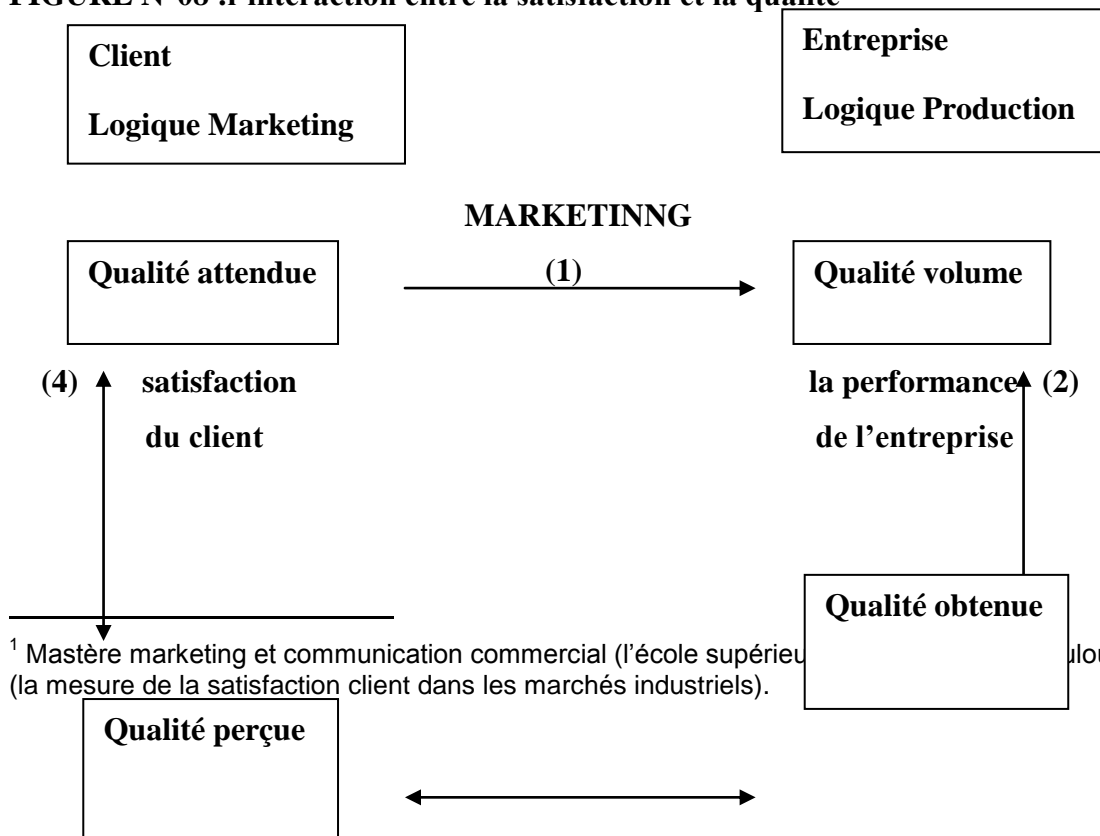 FIGURE N°08 :l'interaction entre la satisfaction et la qualité
Client
Logique Marketing
Entreprise
Logique Production
MARKETINNG
(1)
Qualité attendue
Qualité volume
(4) satisfaction
du client
la performance (2)
de l'entreprise
Qualité obtenue
1 Mastère marketing et communication commercial (l'école
(la mesure de la satisfaction client dans les marchés industriels).
Qualité perçue